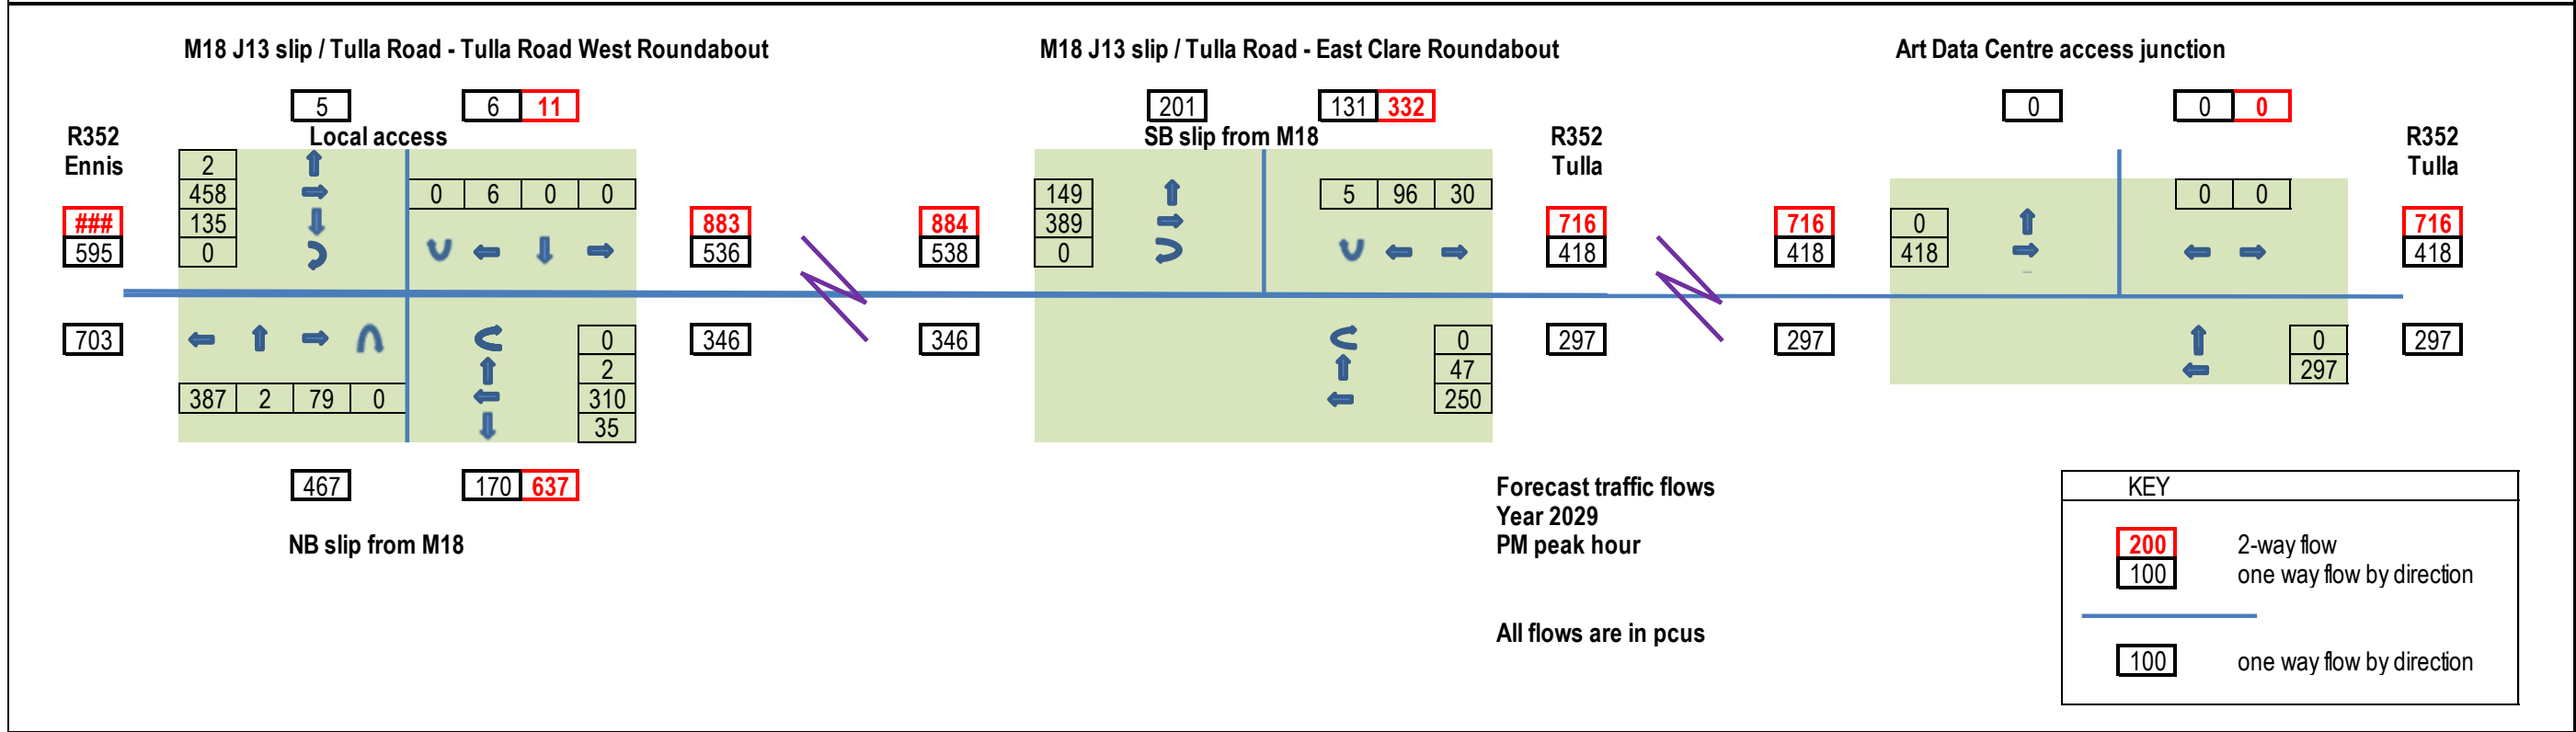 M18 J13 slip / Tulla Road - Tulla Road West Roundabout
M18 J13 slip / Tulla Road - East Clare Roundabout
Art Data Centre access junction
5 6 11
201 131 332
0 0 0
R352
Ennis
Local access
SB slip from M18
R352
Tulla
R352
Tulla
2
458
135
0
0 6 0 0
149
389
0
5 96 30
0
418
0 0
###
595
883
536
884
538
716
418
716
418
716
418
703
346
346
297
297
297
387 2 79 0
0
2
310
35
0
47
250
0
297
467 170 637
NB slip from M18
Forecast traffic flows
Year 2029
PM peak hour
All flows are in pcus
KEY
200 2-way flow
100 one way flow by direction
100 one way flow by direction